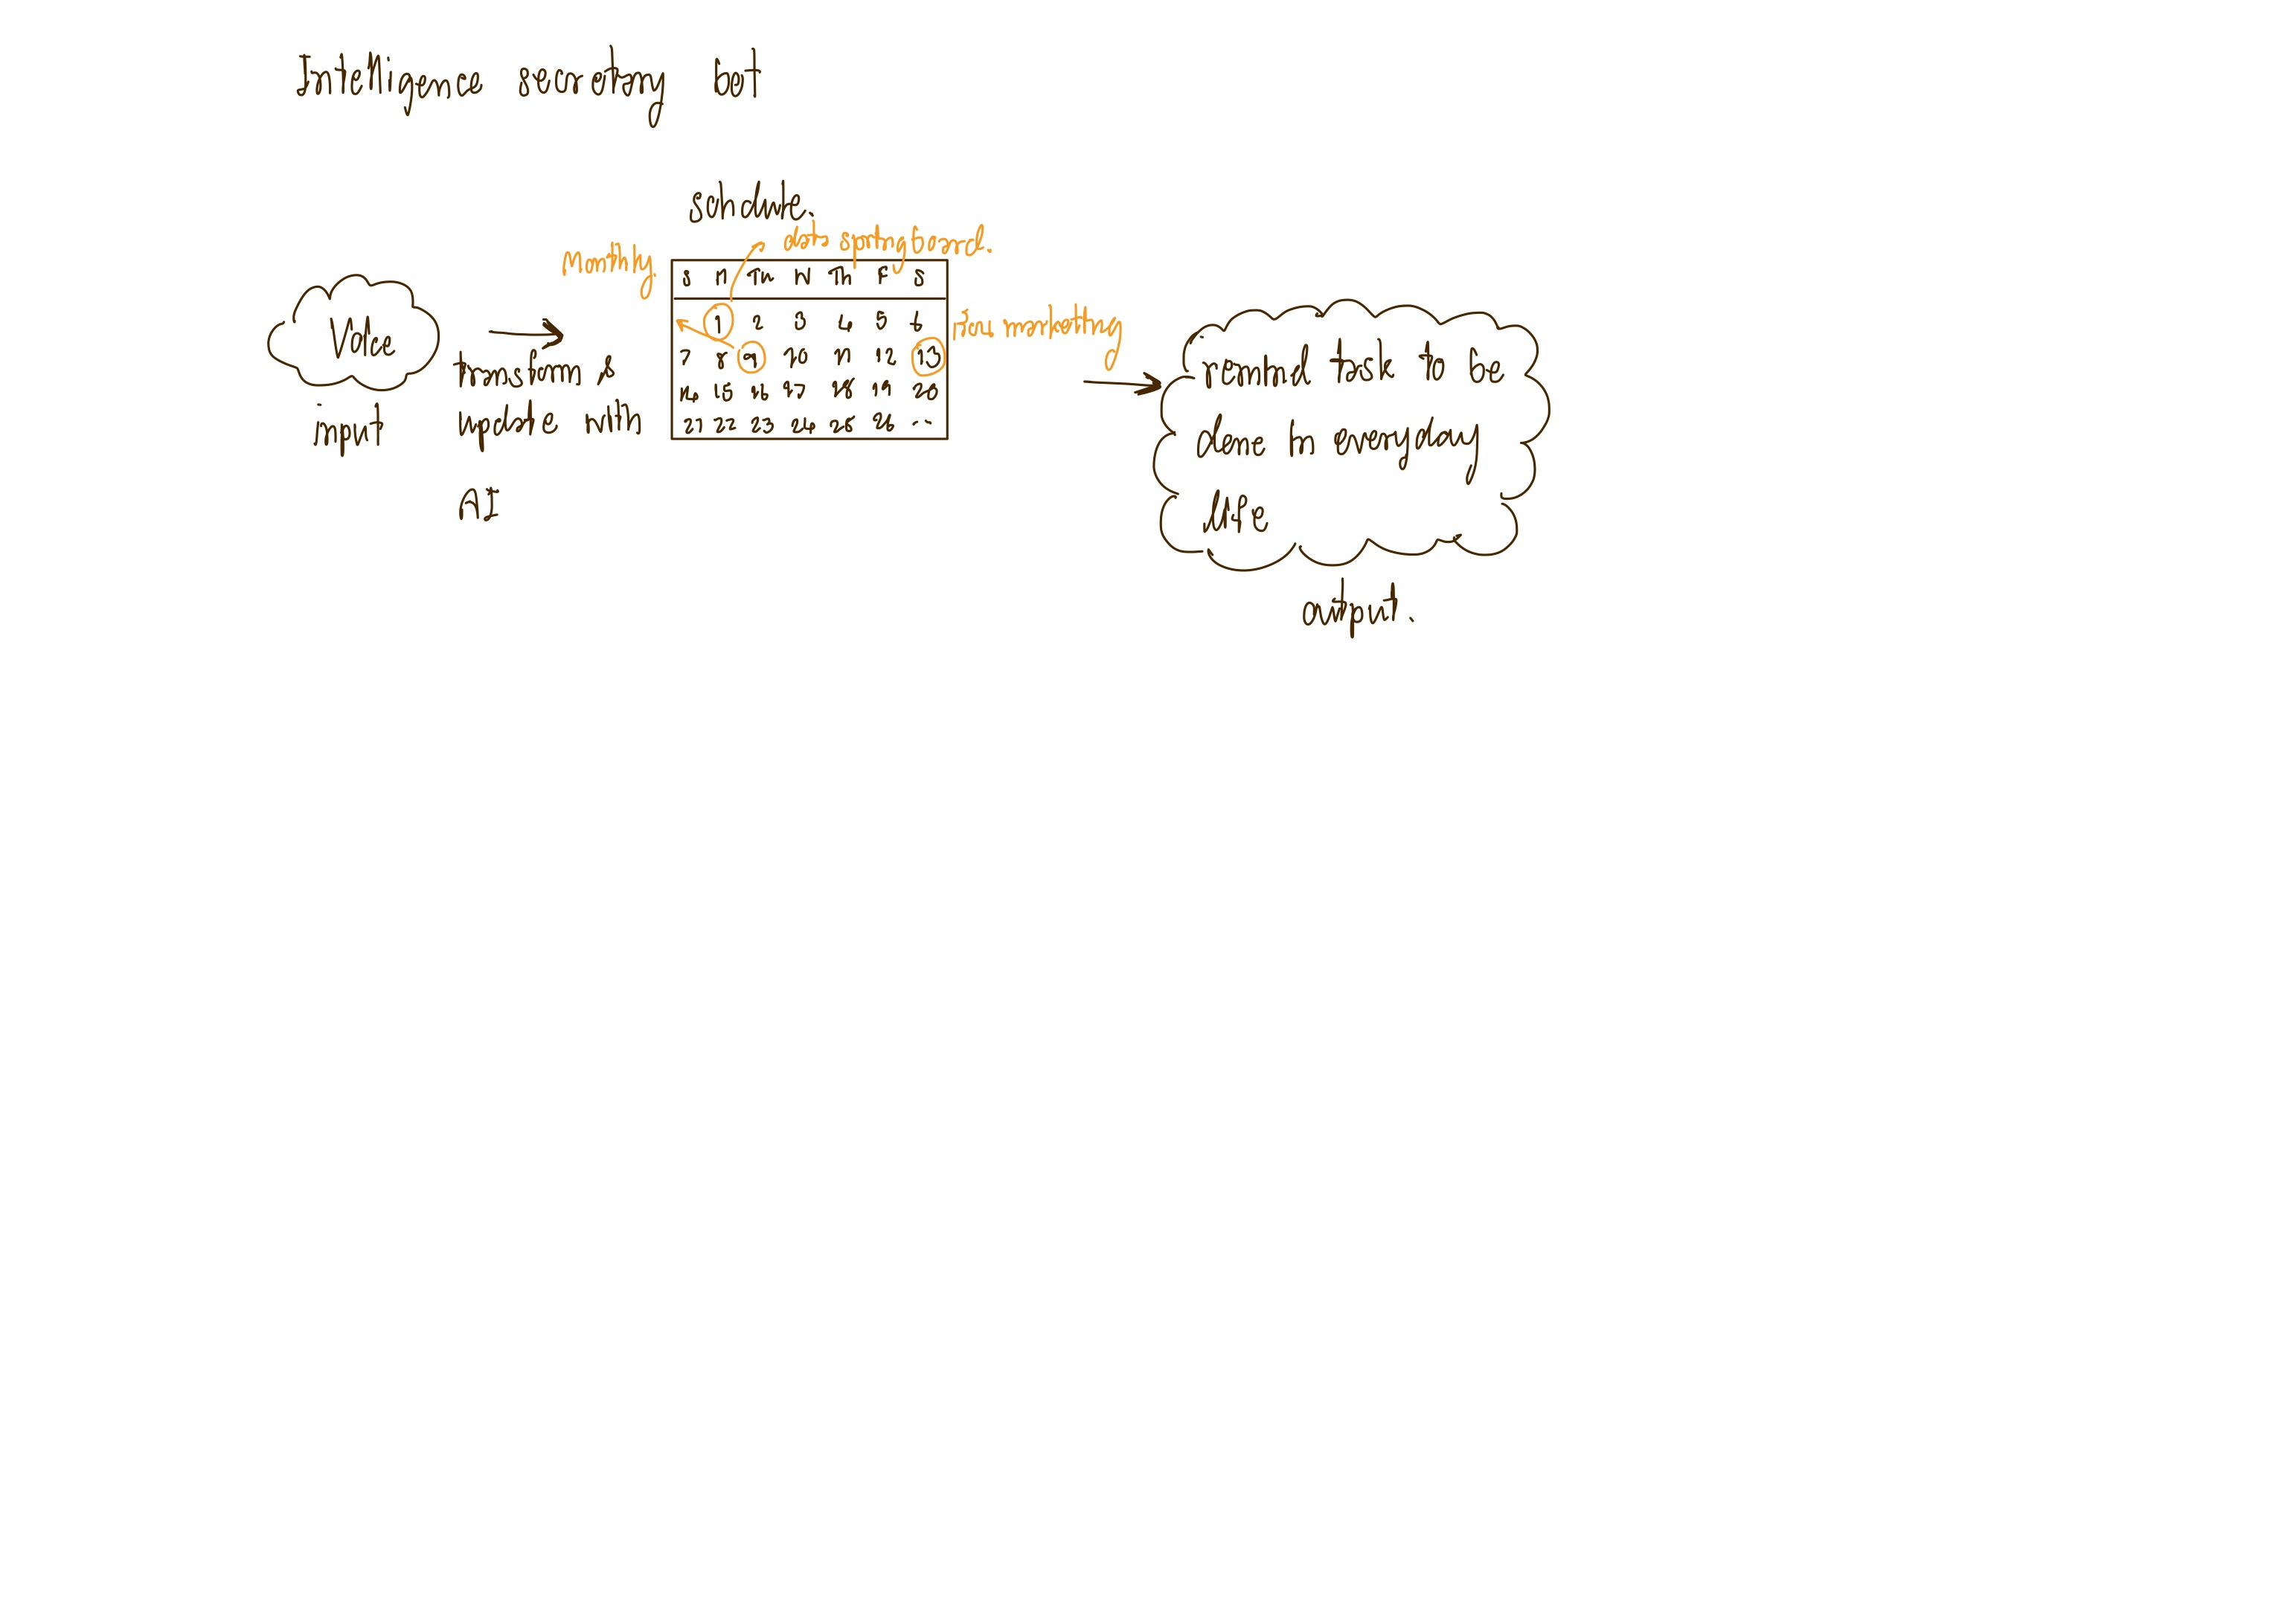 Intelligence secretary bot
schdule.
monthly.
data springboard.
S M Tu W Th F S
1 2 3 4 5 6
7 8 9 10 11 12 13
14 15 16 17 18 19 20
21 22 23 24 25 26 ...
marketing
Voice
input
transform &
update with
AI
remind task to be
done in everyday
life
output.